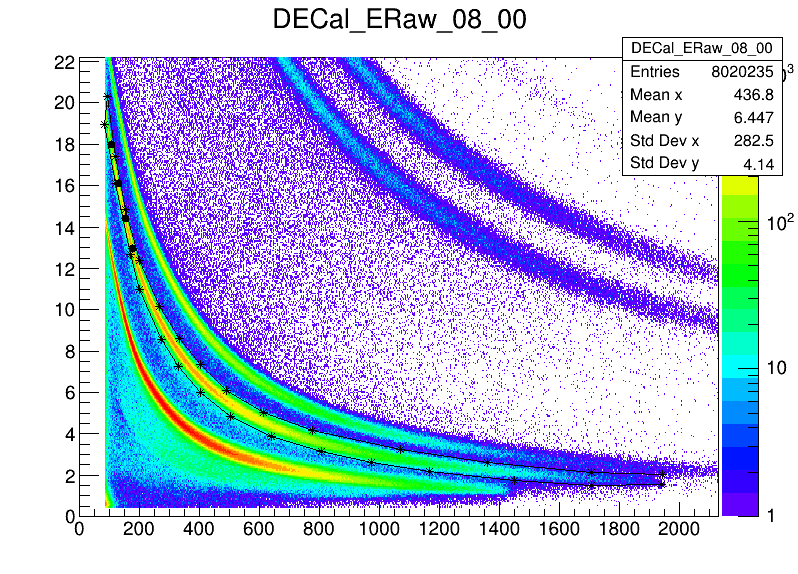 DECal_ERaw_08_00
DECal_ERaw_08_00
Entries 8020235
Mean x 436.8
Mean y 6.447
Std Dev x 282.5
Std Dev y 4.14
22
20
18
16
14
12
10
8
6
4
2
0
0 200 400 600 800 1000 1200 1400 1600 1800 2000
10²
10
1